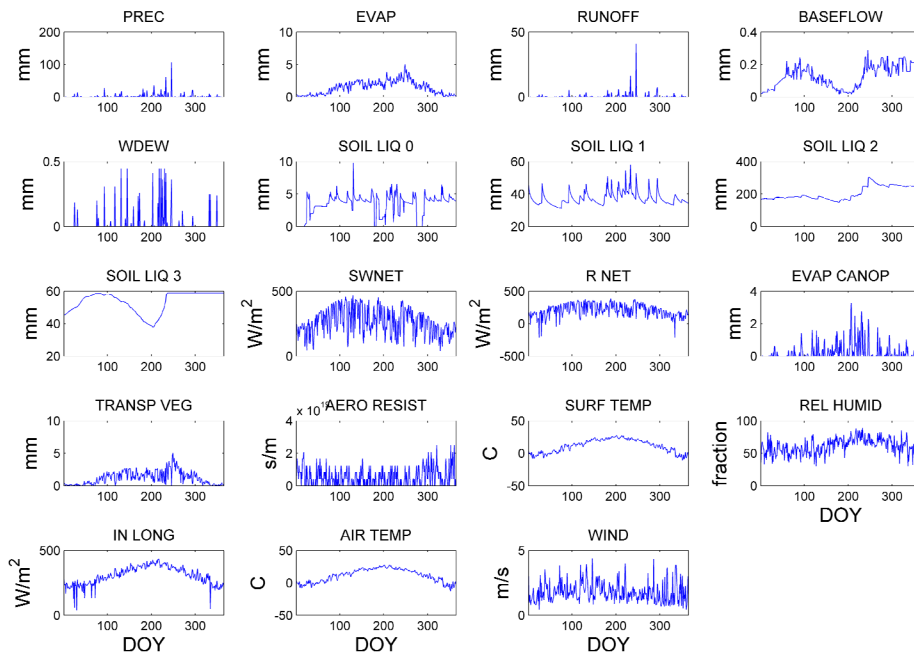 PREC EVAP RUNOFF BASEFLOW
mm 200 100 0 100 200 300
mm 10 5 0 100 200 300
mm 50 0 100 200 300
mm 0.4 0.2 0 100 200 300
WDEW SOIL LIQ 0 SOIL LIQ 1 SOIL LIQ 2
mm 0.5 0 100 200 300
mm 10 5 0 100 200 300
mm 60 40 20 100 200 300
mm 400 200 0 100 200 300
SOIL LIQ 3 SWNET R NET EVAP CANOP
mm 60 40 20 100 200 300
W/m² 500 0 100 200 300
W/m² 500 0 -500 100 200 300
mm 4 2 0 100 200 300
TRANSP VEG AERO RESIST SURF TEMP REL HUMID
mm 10 5 0 100 200 300
s/m 4 2 0 100 200 300
C 50 0 -50 100 200 300
fraction 100 50 0 100 200 300
DOY
IN LONG AIR TEMP WIND
W/m² 500 0 100 200 300
C 50 0 -50 100 200 300
m/s 5 0 100 200 300
DOY DOY DOY